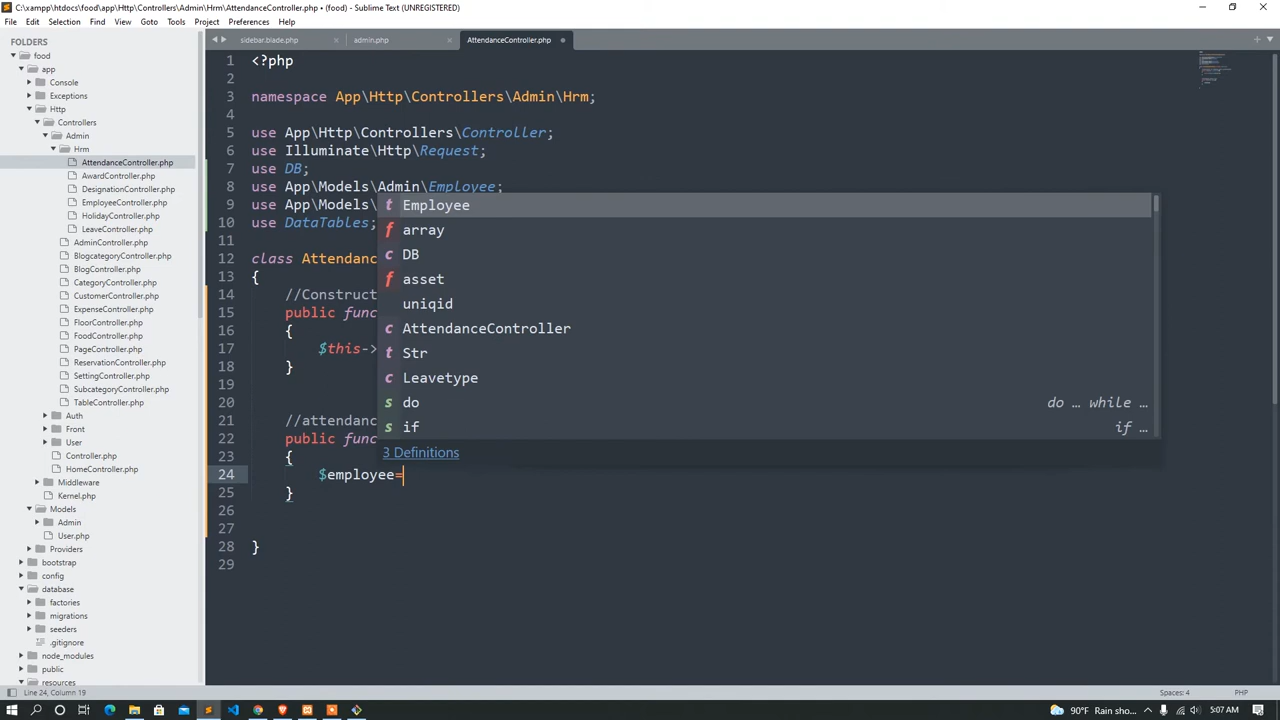 C:\xampp\htdocs\food\app\Http\Controllers\Admin\Hrm\AttendanceController.php • (food) - Sublime Text (UNREGISTERED)
File Edit Selection Find View Goto Tools Project Preferences Help
FOLDERS
food
app
Console
Exceptions
Http
Controllers
Admin
Hrm
AttendanceController.php
AwardController.php
DesignationController.php
EmployeeController.php
HolidayController.php
LeaveController.php
AdminController.php
BlogcategoryController.php
BlogController.php
CategoryController.php
CustomerController.php
ExpenseController.php
FloorController.php
FoodController.php
PageController.php
ReservationController.php
SettingController.php
SubcategoryController.php
TableController.php
Auth
Front
User
Controller.php
HomeController.php
Middleware
Kernel.php
Models
Admin
User.php
Providers
bootstrap
config
database
factories
migrations
seeders
.gitignore
node_modules
public
resources
sidebar.blade.php admin.php AttendanceController.php
1 <?php
2
3 namespace App\Http\Controllers\Admin\Hrm;
4
5 use App\Http\Controllers\Controller;
6 use Illuminate\Http\Request;
7 use DB;
8 use App\Models\Admin\Employee;
9 use App\Models\
10 use DataTables;
11
12 class Attendanc
13 {
14 //Construct
15 public func
16 {
17 $this->
18 }
19
20
21 //attendanc
22 public func
23 {
24 $employee=
25 }
26
27
28 }
29
t Employee
f array
c DB
f asset
uniqid
c AttendanceController
t Str
c Leavetype
s do do … while …
s if if …
3 Definitions
Line 24, Column 19 Spaces: 4 PHP
90°F Rain sho... 5:07 AM